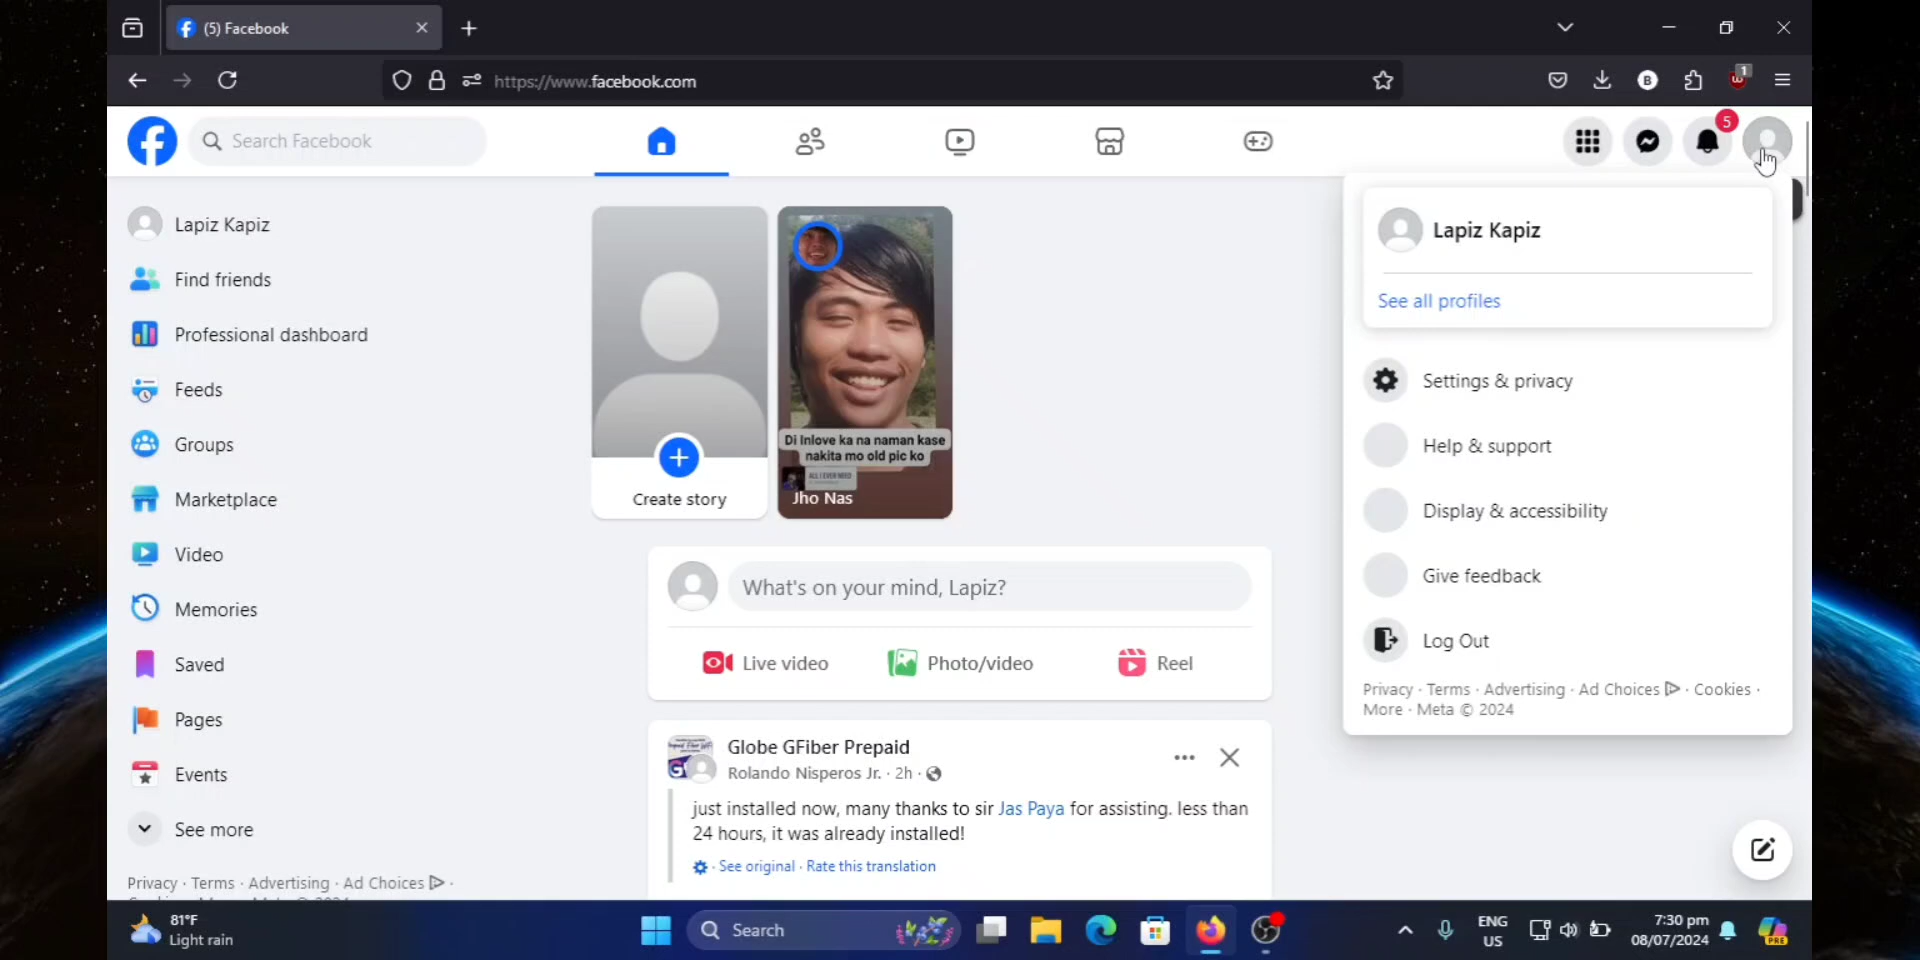 (5) Facebook
https://www.facebook.com
1
Search Facebook
5
Lapiz Kapiz
Find friends
Professional dashboard
Feeds
Groups
Marketplace
Video
Memories
Saved
Pages
Events
See more
Privacy · Terms · Advertising · Ad Choices ·
Create story
Di Inlove ka na naman kase
nakita mo old pic ko
ALL I EVER NEED
Jho Nas
What's on your mind, Lapiz?
Live video
Photo/video
Reel
Globe GFiber Prepaid
Rolando Nisperos Jr. · 2h ·
just installed now, many thanks to sir Jas Paya for assisting. less than
24 hours, it was already installed!
· See original · Rate this translation
Lapiz Kapiz
See all profiles
Settings & privacy
Help & support
Display & accessibility
Give feedback
Log Out
Privacy · Terms · Advertising · Ad Choices · Cookies ·
More · Meta © 2024
81°F
Light rain
Search
ENG
US
7:30 pm
08/07/2024
PRE